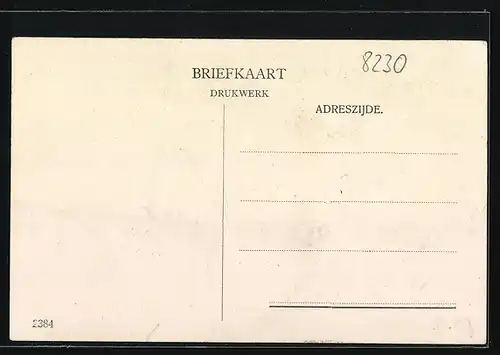 8230
BRIEFKAART
DRUKWERK
ADRESZIJDE.
2384